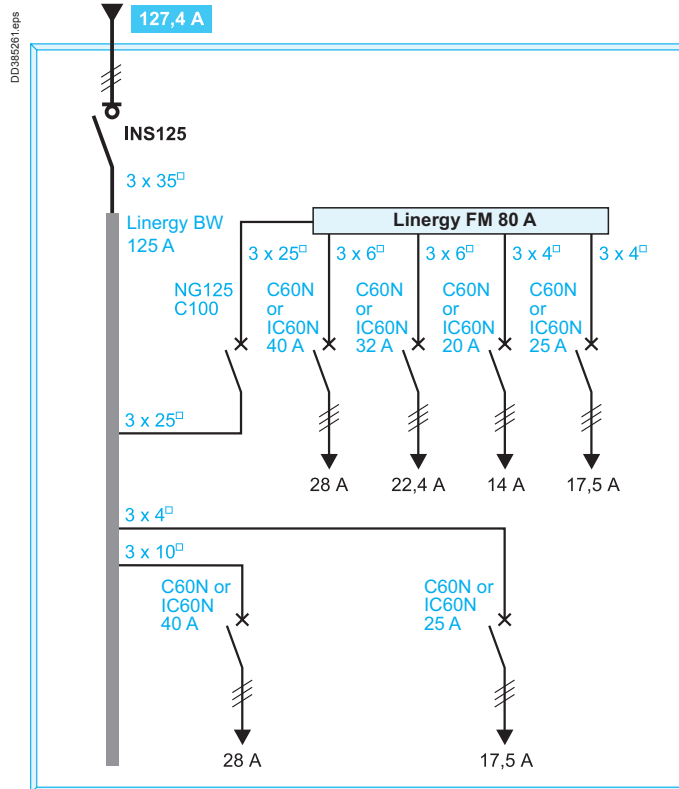 DD385261.eps
127,4 A
INS125
3 x 35□
Linergy BW
125 A
Linergy FM 80 A
3 x 25□
3 x 6□
3 x 6□
3 x 4□
3 x 4□
NG125
C100
C60N
or
IC60N
40 A
C60N
or
IC60N
32 A
C60N
or
IC60N
20 A
C60N
or
IC60N
25 A
3 x 25□
28 A
22,4 A
14 A
17,5 A
3 x 4□
3 x 10□
C60N or
IC60N
40 A
C60N or
IC60N
25 A
28 A
17,5 A